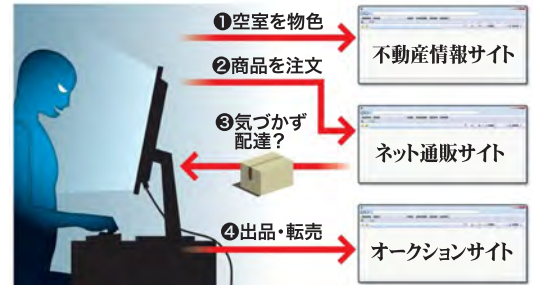 ❶空室を物色
不動産情報サイト
❷商品を注文
❸気づかず
配達?
ネット通販サイト
❹出品・転売
オークションサイト